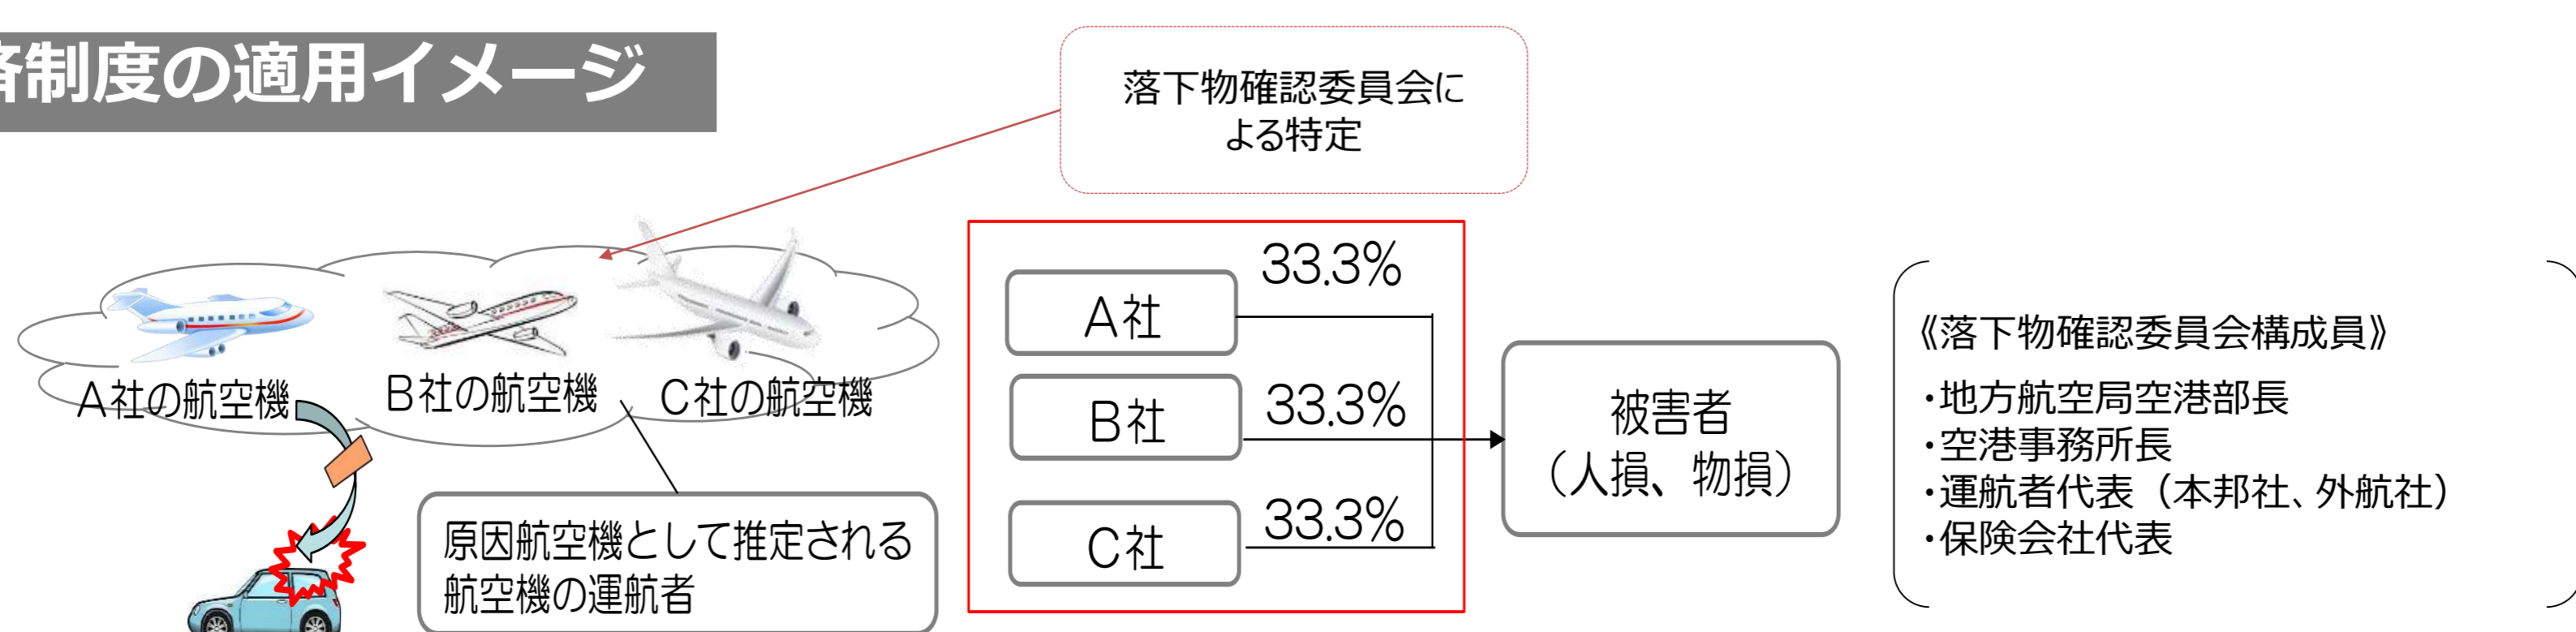 済制度の適用イメージ
落下物確認委員会に
よる特定
A社の航空機
B社の航空機
C社の航空機
原因航空機として推定される
航空機の運航者
A社
33.3%
B社
33.3%
C社
33.3%
被害者
（人損、物損）
《落下物確認委員会構成員》
・地方航空局空港部長
・空港事務所長
・運航者代表（本邦社、外航社）
・保険会社代表